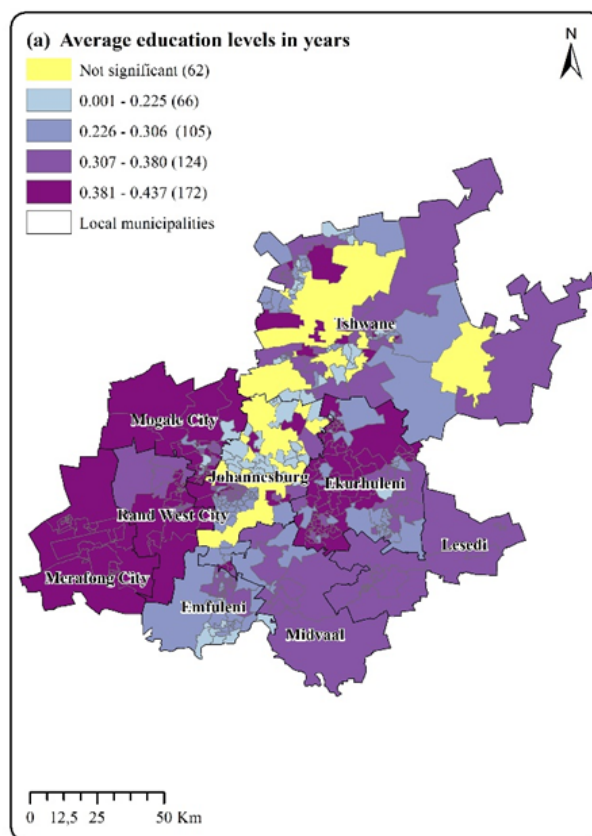 (a) Average education levels in years
N
Not significant (62)
0.001 - 0.225 (66)
0.226 - 0.306 (105)
0.307 - 0.380 (124)
0.381 - 0.437 (172)
Local municipalities
Tshwane
Mogale City
Johannesburg
Ekurhuleni
Rand West City
Lesedi
Merafong City
Emfuleni
Midvaal
0 12,5 25 50 Km